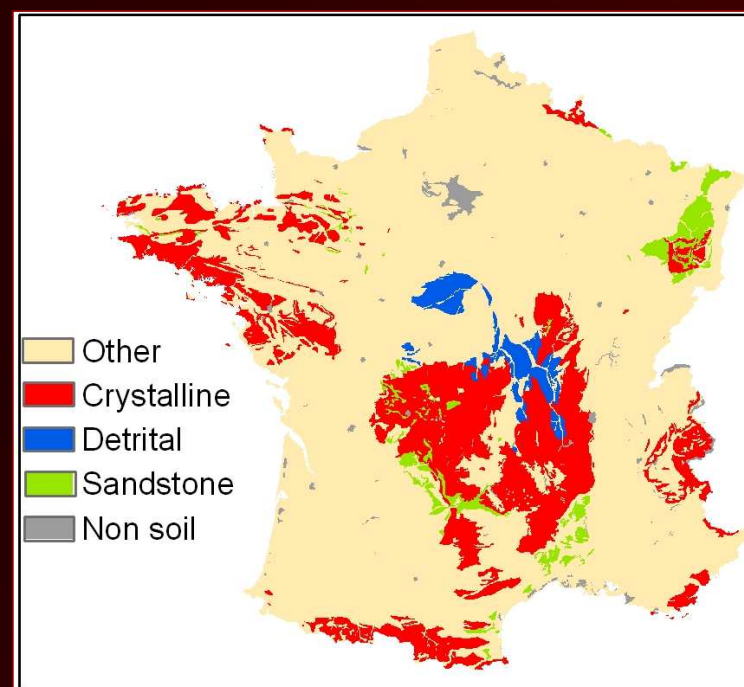 Other
Crystalline
Detrital
Sandstone
Non soil